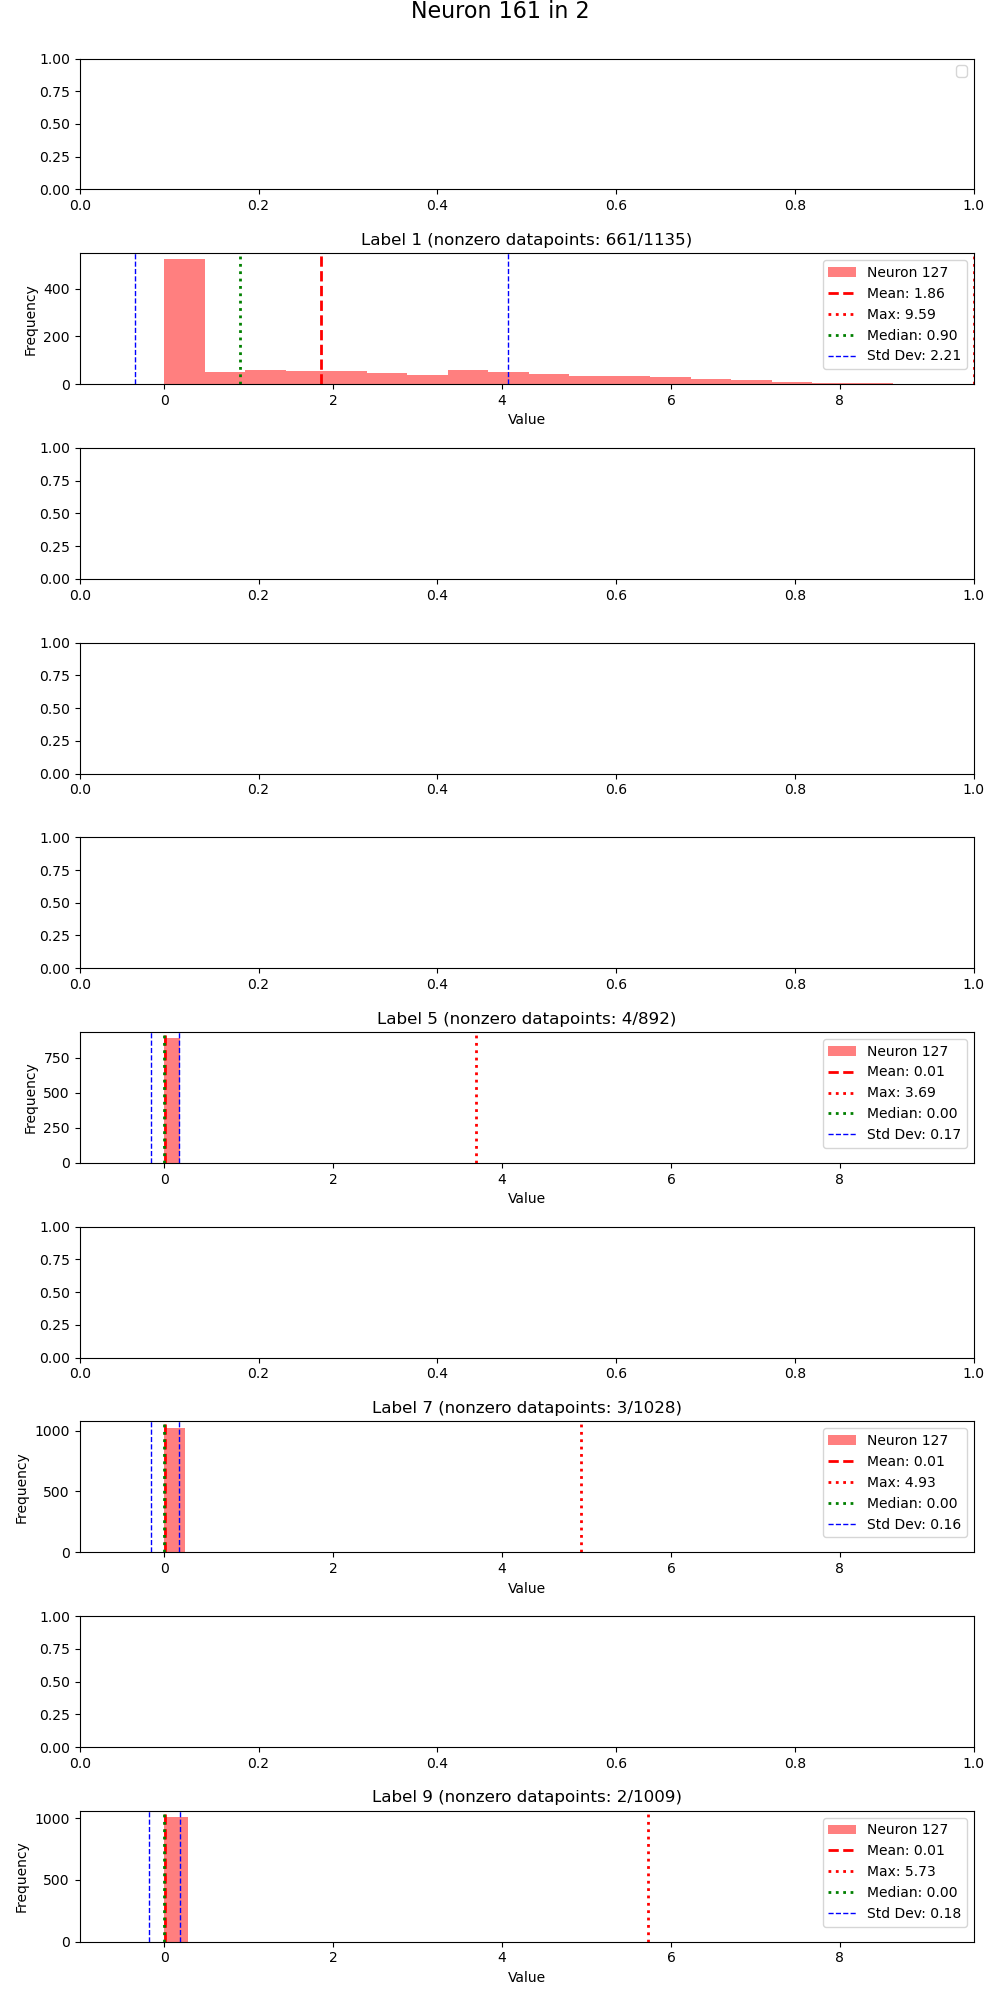 Neuron 161 in 2
1.00
0.75
0.50
0.25
0.00
0.0 0.2 0.4 0.6 0.8 1.0
Label 1 (nonzero datapoints: 661/1135)
Frequency
400
200
0
Neuron 127
Mean: 1.86
Max: 9.59
Median: 0.90
Std Dev: 2.21
0 2 4 6 8
Value
1.00
0.75
0.50
0.25
0.00
0.0 0.2 0.4 0.6 0.8 1.0
1.00
0.75
0.50
0.25
0.00
0.0 0.2 0.4 0.6 0.8 1.0
1.00
0.75
0.50
0.25
0.00
0.0 0.2 0.4 0.6 0.8 1.0
Label 5 (nonzero datapoints: 4/892)
Frequency
750
500
250
0
Neuron 127
Mean: 0.01
Max: 3.69
Median: 0.00
Std Dev: 0.17
0 2 4 6 8
Value
1.00
0.75
0.50
0.25
0.00
0.0 0.2 0.4 0.6 0.8 1.0
Label 7 (nonzero datapoints: 3/1028)
Frequency
1000
500
0
Neuron 127
Mean: 0.01
Max: 4.93
Median: 0.00
Std Dev: 0.16
0 2 4 6 8
Value
1.00
0.75
0.50
0.25
0.00
0.0 0.2 0.4 0.6 0.8 1.0
Label 9 (nonzero datapoints: 2/1009)
Frequency
1000
500
0
Neuron 127
Mean: 0.01
Max: 5.73
Median: 0.00
Std Dev: 0.18
0 2 4 6 8
Value